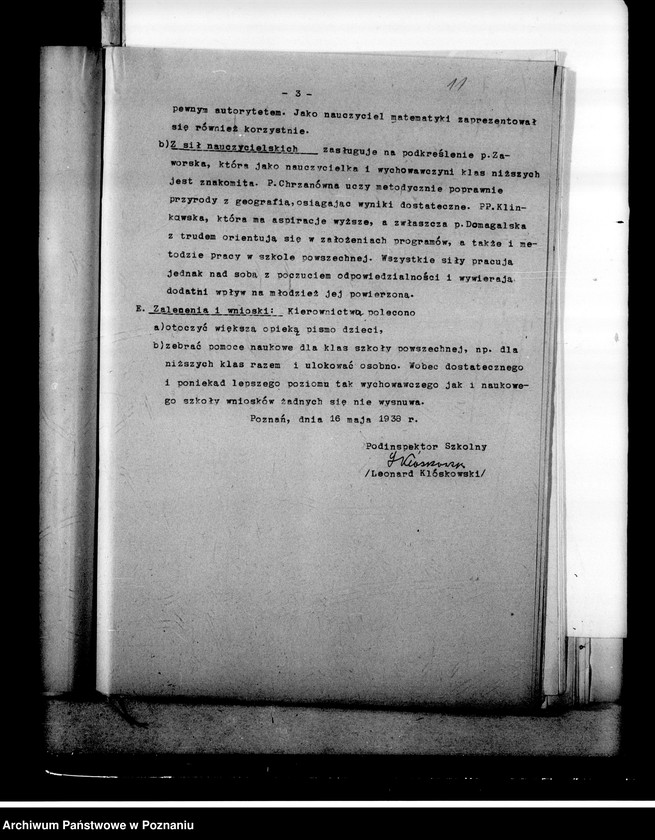 - 3 -
11
pewnym autorytetem. Jako nauczyciel matematyki zaprezentował
się również korzystnie.
b)Z sił nauczycielskich zasługuje na podkreślenie p.Za-
worska, która jako nauczycielka i wychowawczyni klas niższych
jest znakomita. P.Chrzanówna uczy metodycznie poprawnie
przyrody z geografią,osiągając wyniki dostateczne. PP.Klin-
kawska, która ma aspiracje wyższe, a zwłaszcza p.Domagalska
z trudem orientują się w założeniach programów, a także i me-
todzie pracy w szkole powszechnej. Wszystkie siły pracują
jednak nad sobą z poczuciem odpowiedzialności i wywierają
dodatni wpływ na młodzież jej powierzoną.
E. Zalecenia i wnioski: Kierownictwu polecono
a)otoczyć większą opieką pismo dzieci,
b)zebrać pomoce naukowe dla klas szkoły powszechnej, np. dla
niższych klas razem i ulokować osobno. Wobec dostatecznego
i poniekąd lepszego poziomu tak wychowawczego jak i naukowe-
go szkoły wniosków żadnych się nie wysnuwa.
Poznań, dnia 16 maja 1938 r.
Podinspektor Szkolny
/Leonard Klóskowski/
Archiwum Państwowe w Poznaniu